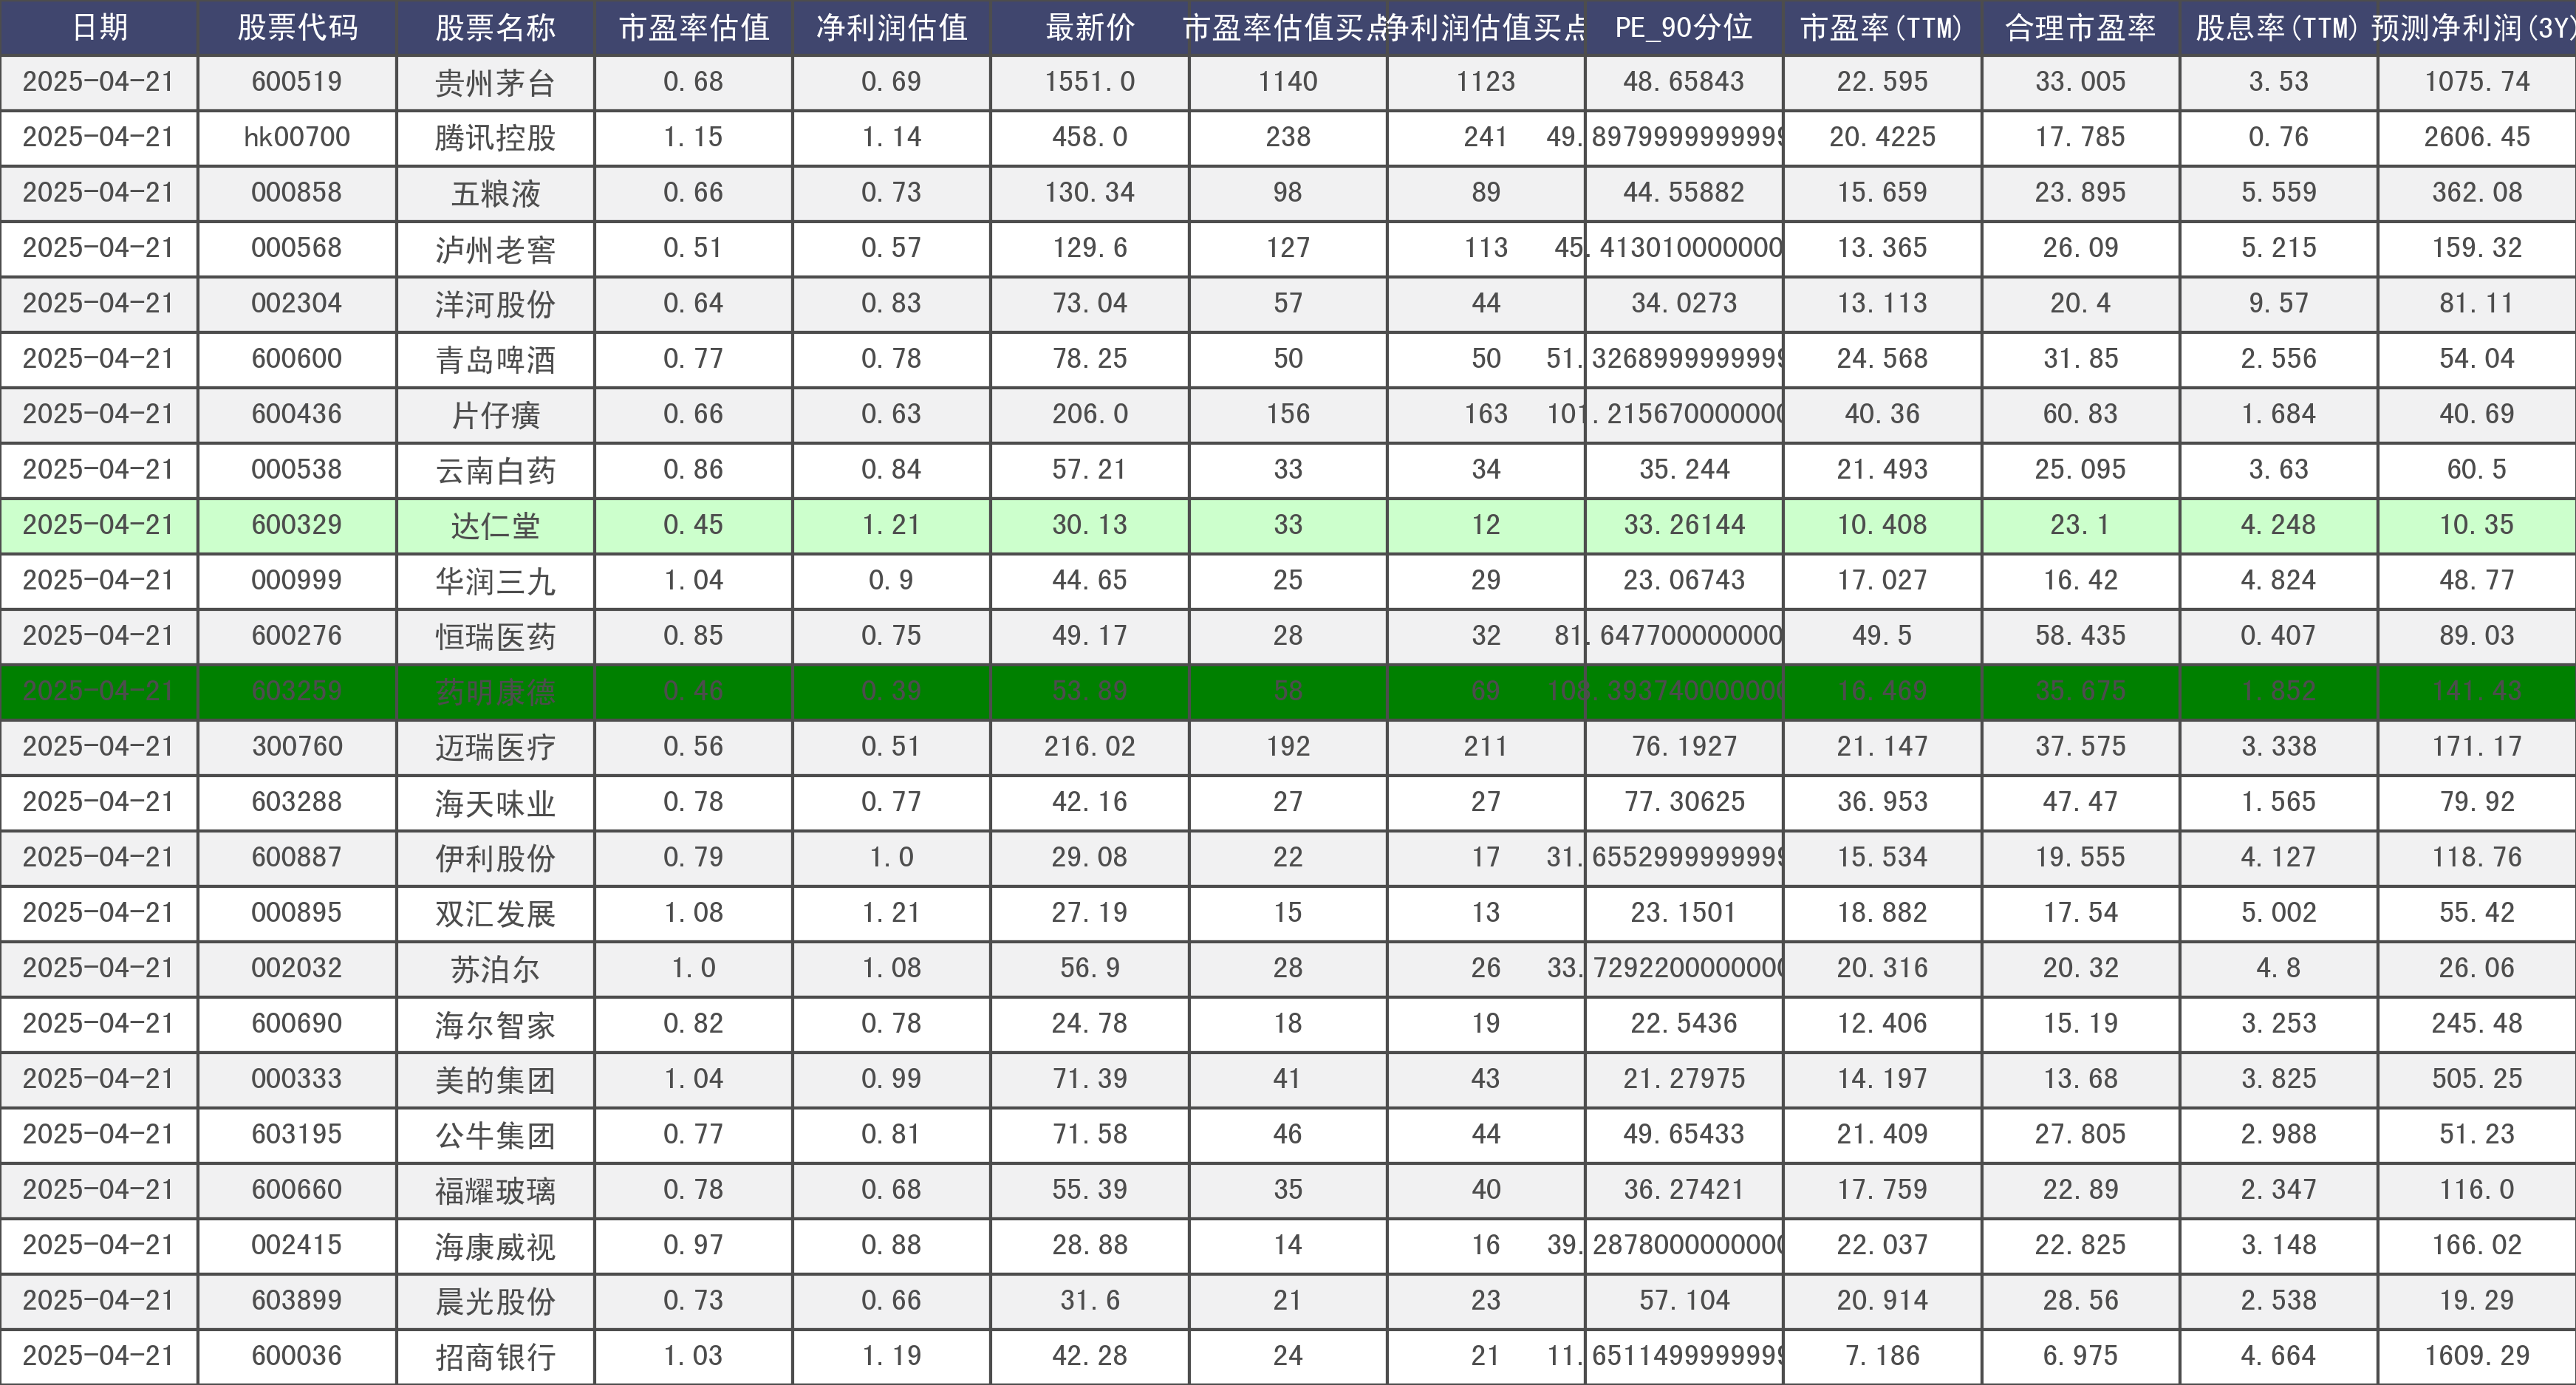 日期 股票代码 股票名称 市盈率估值 净利润估值 最新价 市盈率估值买点 净利润估值买点 PE_90分位 市盈率(TTM) 合理市盈率 股息率(TTM) 预测净利润(3Y)
2025-04-21 600519 贵州茅台 0.68 0.69 1551.0 1140 1123 48.65843 22.595 33.005 3.53 1075.74
2025-04-21 hk00700 腾讯控股 1.15 1.14 458.0 238 241 49.8979999999999 20.4225 17.785 0.76 2606.45
2025-04-21 000858 五粮液 0.66 0.73 130.34 98 89 44.55882 15.659 23.895 5.559 362.08
2025-04-21 000568 泸州老窖 0.51 0.57 129.6 127 113 45.413010000000 13.365 26.09 5.215 159.32
2025-04-21 002304 洋河股份 0.64 0.83 73.04 57 44 34.0273 13.113 20.4 9.57 81.11
2025-04-21 600600 青岛啤酒 0.77 0.78 78.25 50 50 51.3268999999999 24.568 31.85 2.556 54.04
2025-04-21 600436 片仔癀 0.66 0.63 206.0 156 163 101.215670000000 40.36 60.83 1.684 40.69
2025-04-21 000538 云南白药 0.86 0.84 57.21 33 34 35.244 21.493 25.095 3.63 60.5
2025-04-21 600329 达仁堂 0.45 1.21 30.13 33 12 33.26144 10.408 23.1 4.248 10.35
2025-04-21 000999 华润三九 1.04 0.9 44.65 25 29 23.06743 17.027 16.42 4.824 48.77
2025-04-21 600276 恒瑞医药 0.85 0.75 49.17 28 32 81.647700000000 49.5 58.435 0.407 89.03
2025-04-21 603259 药明康德 0.46 0.39 53.89 58 69 108.393740000000 16.469 35.675 1.852 141.43
2025-04-21 300760 迈瑞医疗 0.56 0.51 216.02 192 211 76.1927 21.147 37.575 3.338 171.17
2025-04-21 603288 海天味业 0.78 0.77 42.16 27 27 77.30625 36.953 47.47 1.565 79.92
2025-04-21 600887 伊利股份 0.79 1.0 29.08 22 17 31.6552999999999 15.534 19.555 4.127 118.76
2025-04-21 000895 双汇发展 1.08 1.21 27.19 15 13 23.1501 18.882 17.54 5.002 55.42
2025-04-21 002032 苏泊尔 1.0 1.08 56.9 28 26 33.7292200000000 20.316 20.32 4.8 26.06
2025-04-21 600690 海尔智家 0.82 0.78 24.78 18 19 22.5436 12.406 15.19 3.253 245.48
2025-04-21 000333 美的集团 1.04 0.99 71.39 41 43 21.27975 14.197 13.68 3.825 505.25
2025-04-21 603195 公牛集团 0.77 0.81 71.58 46 44 49.65433 21.409 27.805 2.988 51.23
2025-04-21 600660 福耀玻璃 0.78 0.68 55.39 35 40 36.27421 17.759 22.89 2.347 116.0
2025-04-21 002415 海康威视 0.97 0.88 28.88 14 16 39.2878000000000 22.037 22.825 3.148 166.02
2025-04-21 603899 晨光股份 0.73 0.66 31.6 21 23 57.104 20.914 28.56 2.538 19.29
2025-04-21 600036 招商银行 1.03 1.19 42.28 24 21 11.6511499999999 7.186 6.975 4.664 1609.29